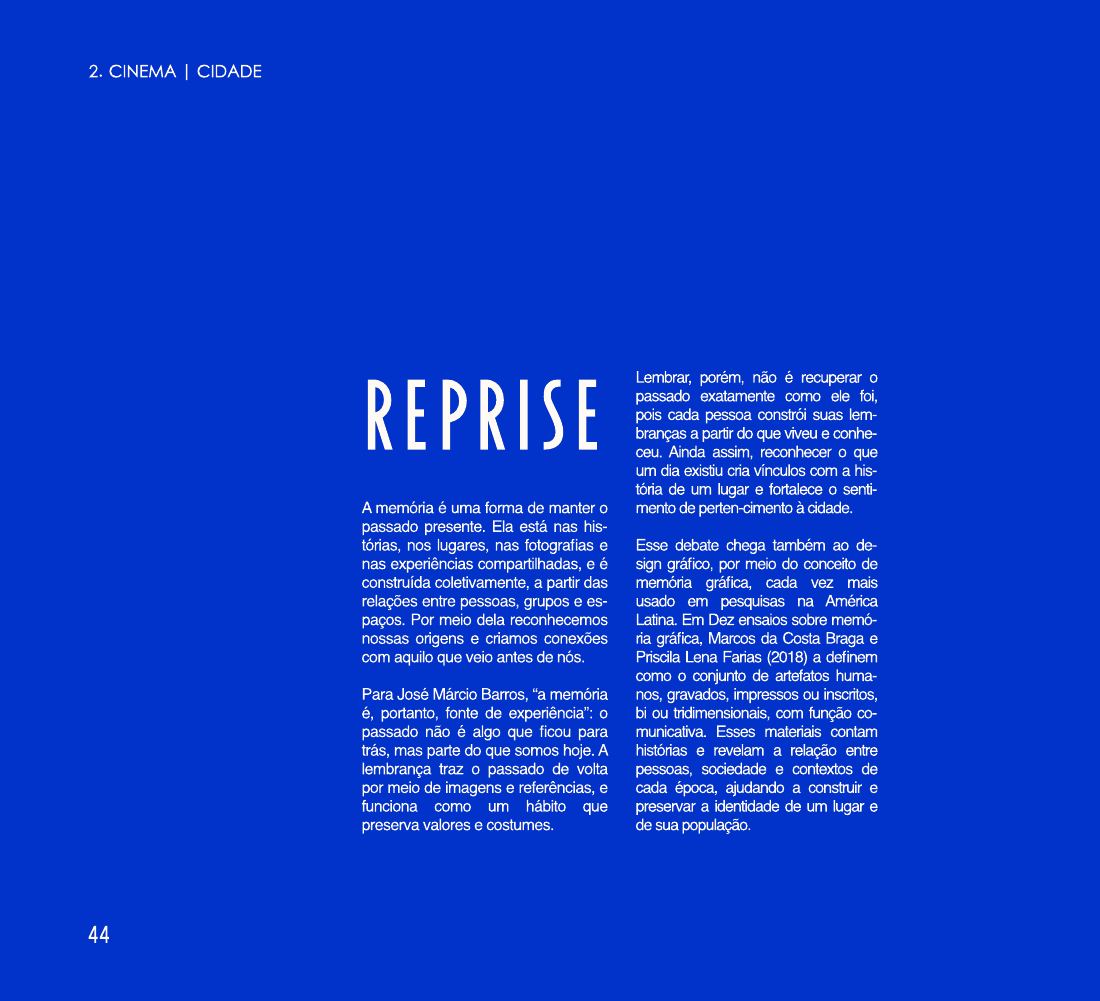 2. CINEMA | CIDADE
REPRISE
A memória é uma forma de manter o
passado presente. Ela está nas his-
tórias, nos lugares, nas fotografias e
nas experiências compartilhadas, e é
construída coletivamente, a partir das
relações entre pessoas, grupos e es-
paços. Por meio dela reconhecemos
nossas origens e criamos conexões
com aquilo que veio antes de nós.
Para José Márcio Barros, “a memória
é, portanto, fonte de experiência”: o
passado não é algo que ficou para
trás, mas parte do que somos hoje. A
lembrança traz o passado de volta
por meio de imagens e referências, e
funciona como um hábito que
preserva valores e costumes.
Lembrar, porém, não é recuperar o
passado exatamente como ele foi,
pois cada pessoa constrói suas lem-
branças a partir do que viveu e conhe-
ceu. Ainda assim, reconhecer o que
um dia existiu cria vínculos com a his-
tória de um lugar e fortalece o senti-
mento de perten-cimento à cidade.
Esse debate chega também ao de-
sign gráfico, por meio do conceito de
memória gráfica, cada vez mais
usado em pesquisas na América
Latina. Em Dez ensaios sobre memó-
ria gráfica, Marcos da Costa Braga e
Priscila Lena Farias (2018) a definem
como o conjunto de artefatos huma-
nos, gravados, impressos ou inscritos,
bi ou tridimensionais, com função co-
municativa. Esses materiais contam
histórias e revelam a relação entre
pessoas, sociedade e contextos de
cada época, ajudando a construir e
preservar a identidade de um lugar e
de sua população.
44